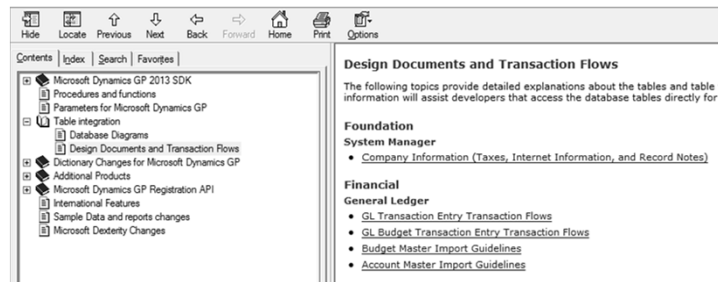 Hide Locate Previous Next Back Forward Home Print Options
Contents Index Search Favorites
Microsoft Dynamics GP 2013 SDK
Procedures and functions
Parameters for Microsoft Dynamics GP
Table integration
Database Diagrams
Design Documents and Transaction Flows
Dictionary Changes for Microsoft Dynamics GP
Additional Products
Microsoft Dynamics GP Registration API
International Features
Sample Data and reports changes
Microsoft Dexterity Changes
Design Documents and Transaction Flows
The following topics provide detailed explanations about the tables and table
information will assist developers that access the database tables directly for
Foundation
System Manager
• Company Information (Taxes, Internet Information, and Record Notes)
Financial
General Ledger
• GL Transaction Entry Transaction Flows
• GL Budget Transaction Entry Transaction Flows
• Budget Master Import Guidelines
• Account Master Import Guidelines